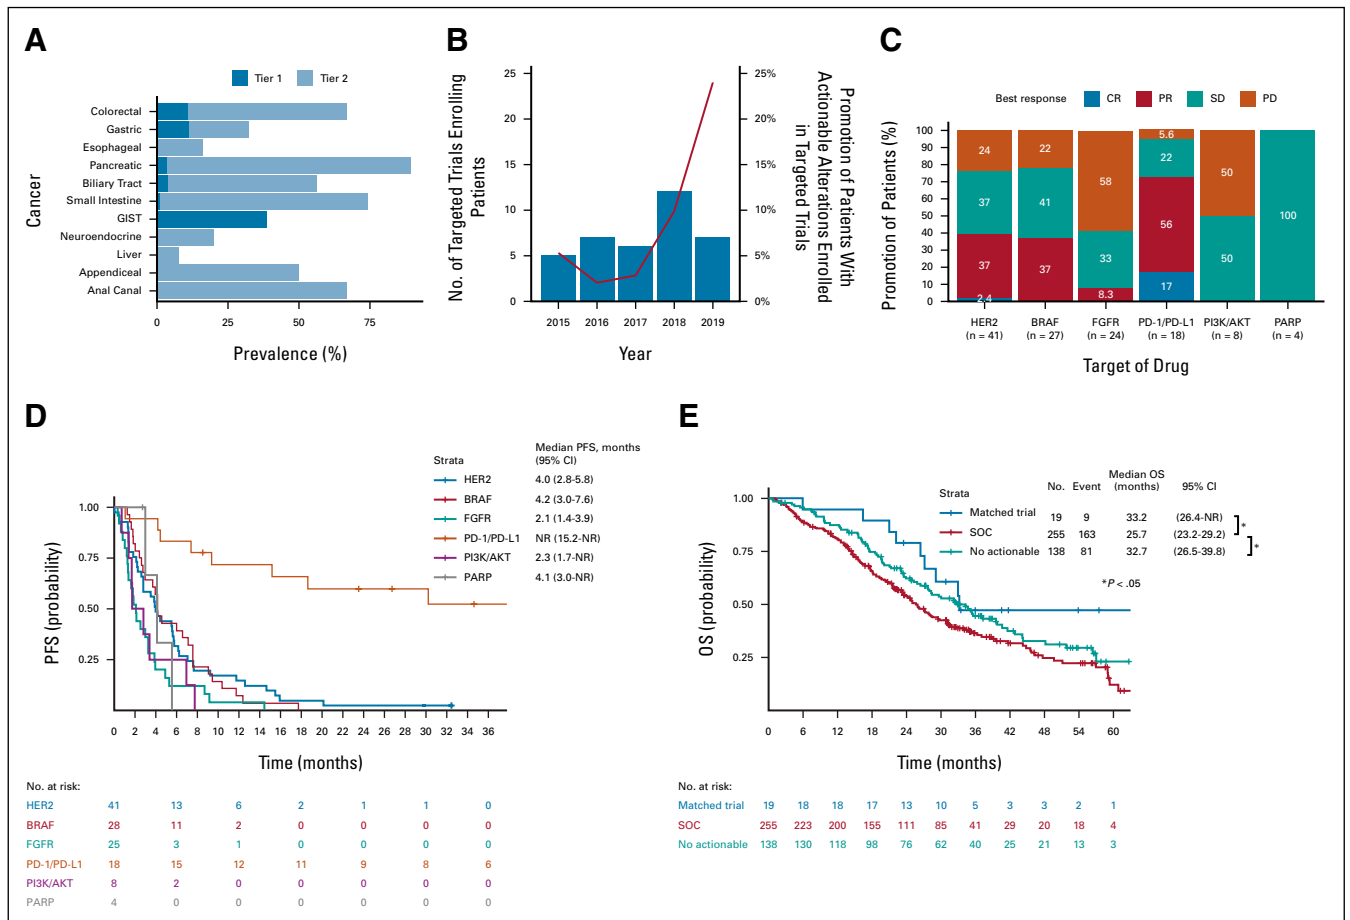 A
Tier 1
Tier 2
Cancer
Colorectal
Gastric
Esophageal
Pancreatic
Biliary Tract
Small Intestine
GIST
Neuroendocrine
Liver
Appendiceal
Anal Canal
0 25 50 75
Prevalence (%)
B
No. of Targeted Trials Enrolling
Patients
25
20
15
10
5
0
25%
20%
15%
10%
5%
0%
Promotion of Patients With
Actionable Alterations Enrolled
in Targeted Trials
2015 2016 2017 2018 2019
Year
C
Best response CR PR SD PD
Promotion of Patients (%)
100
90
80
70
60
50
40
30
20
10
0
24 22 58 5.6 50 100
37 41 33 22 50
37 37 8.3 56
2.4 17
HER2 BRAF FGFR PD-1/PD-L1 PI3K/AKT PARP
(n = 41) (n = 27) (n = 24) (n = 18) (n = 8) (n = 4)
Target of Drug
D
Strata Median PFS, months
(95% CI)
HER2 4.0 (2.8-5.8)
BRAF 4.2 (3.0-7.6)
FGFR 2.1 (1.4-3.9)
PD-1/PD-L1 NR (15.2-NR)
PI3K/AKT 2.3 (1.7-NR)
PARP 4.1 (3.0-NR)
PFS (probability)
1.00
0.75
0.50
0.25
0 2 4 6 8 10 12 14 16 18 20 22 24 26 28 30 32 34 36
Time (months)
No. at risk:
HER2 41 13 6 2 1 1 0
BRAF 28 11 2 0 0 0 0
FGFR 25 3 1 0 0 0 0
PD-1/PD-L1 18 15 12 11 9 8 6
PI3K/AKT 8 2 0 0 0 0 0
PARP 4 0 0 0 0 0 0
E
Strata No. Event Median OS
(months) 95% CI
Matched trial 19 9 33.2 (26.4-NR)
SOC 255 163 25.7 (23.2-29.2)
No actionable 138 81 32.7 (26.5-39.8)
*
*
*P < .05
OS (probability)
1.00
0.75
0.50
0.25
0 6 12 18 24 30 36 42 48 54 60
Time (months)
No. at risk:
Matched trial 19 18 18 17 13 10 5 3 3 2 1
SOC 255 223 200 155 111 85 41 29 20 18 4
No actionable 138 130 118 98 76 62 40 25 21 13 3